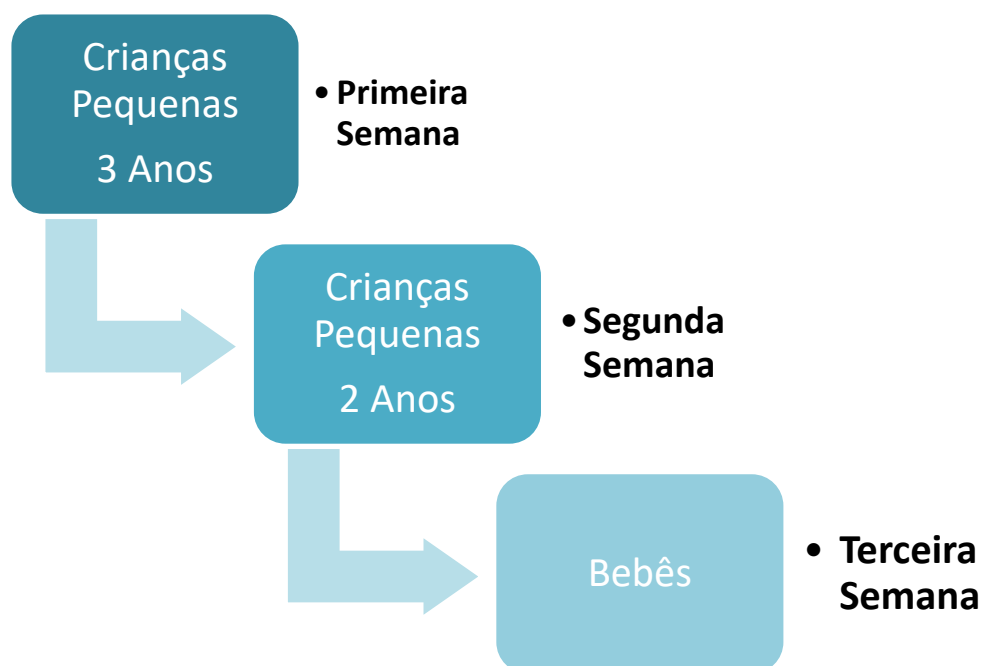 Crianças
Pequenas
3 Anos
• Primeira
Semana
Crianças
Pequenas
2 Anos
• Segunda
Semana
Bebês
• Terceira
Semana